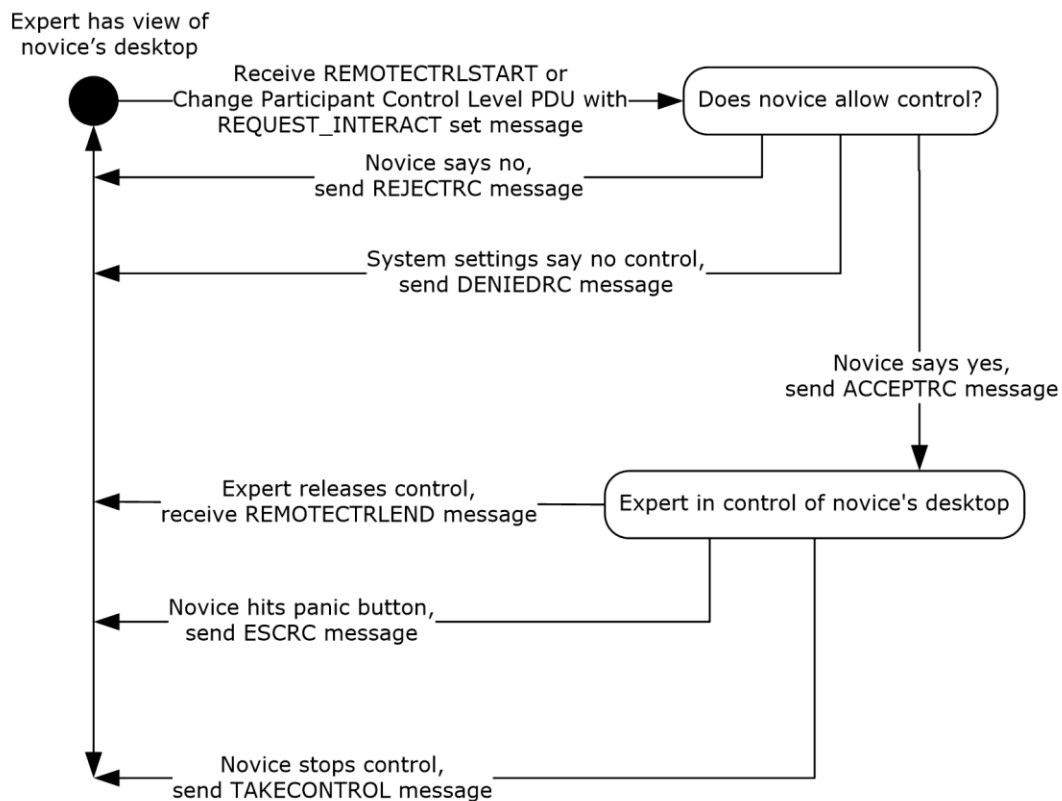 Expert has view of
novice’s desktop
Receive REMOTECTRLSTART or
Change Participant Control Level PDU with
REQUEST_INTERACT set message
Does novice allow control?
Novice says no,
send REJECTRC message
System settings say no control,
send DENIEDRC message
Novice says yes,
send ACCEPTRC message
Expert releases control,
receive REMOTECTRLEND message
Expert in control of novice's desktop
Novice hits panic button,
send ESCRC message
Novice stops control,
send TAKECONTROL message